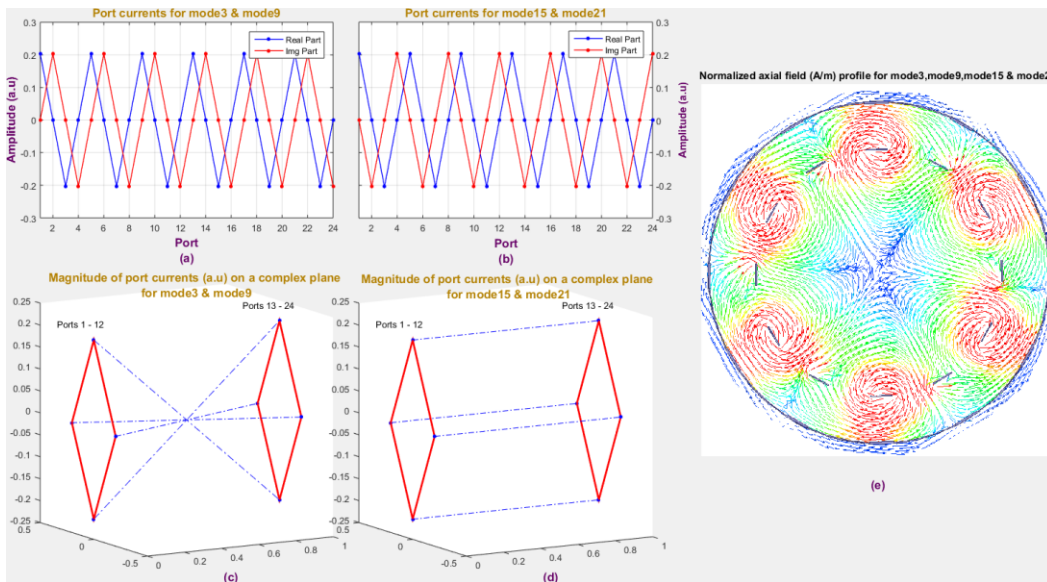 Port currents for mode3 & mode9
0.3
0.2
0.1
0
-0.1
-0.2
-0.3
Amplitude (a.u)
Real Part
Img Part
2 4 6 8 10 12 14 16 18 20 22 24
Port
(a)
Port currents for mode15 & mode21
Real Part
Img Part
0.3
0.2
0.1
0
-0.1
-0.2
-0.3
Amplitude (a.u)
2 4 6 8 10 12 14 16 18 20 22 24
Port
(b)
Magnitude of port currents (a.u) on a complex plane
for mode3 & mode9
Ports 1 - 12
Ports 13 - 24
0.25
0.2
0.15
0.1
0.05
0
-0.05
-0.1
-0.15
-0.2
-0.25
0.5
0
-0.5
0 0.2 0.4 0.6 0.8 1
(c)
Magnitude of port currents (a.u) on a complex plane
for mode15 & mode21
Ports 1 - 12
Ports 13 - 24
0.25
0.2
0.15
0.1
0.05
0
-0.05
-0.1
-0.15
-0.2
-0.25
0.5
0
-0.5
0 0.2 0.4 0.6 0.8 1
(d)
Normalized axial field (A/m) profile for mode3,mode9,mode15 & mode2
(e)